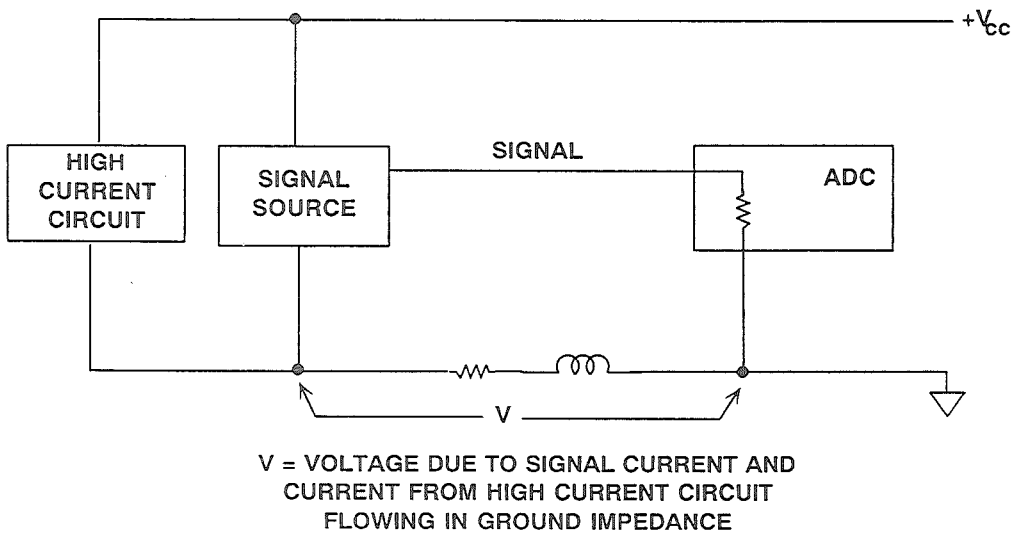 +VCC
HIGH
CURRENT
CIRCUIT
SIGNAL
SOURCE
SIGNAL
ADC
V
V = VOLTAGE DUE TO SIGNAL CURRENT AND
CURRENT FROM HIGH CURRENT CIRCUIT
FLOWING IN GROUND IMPEDANCE